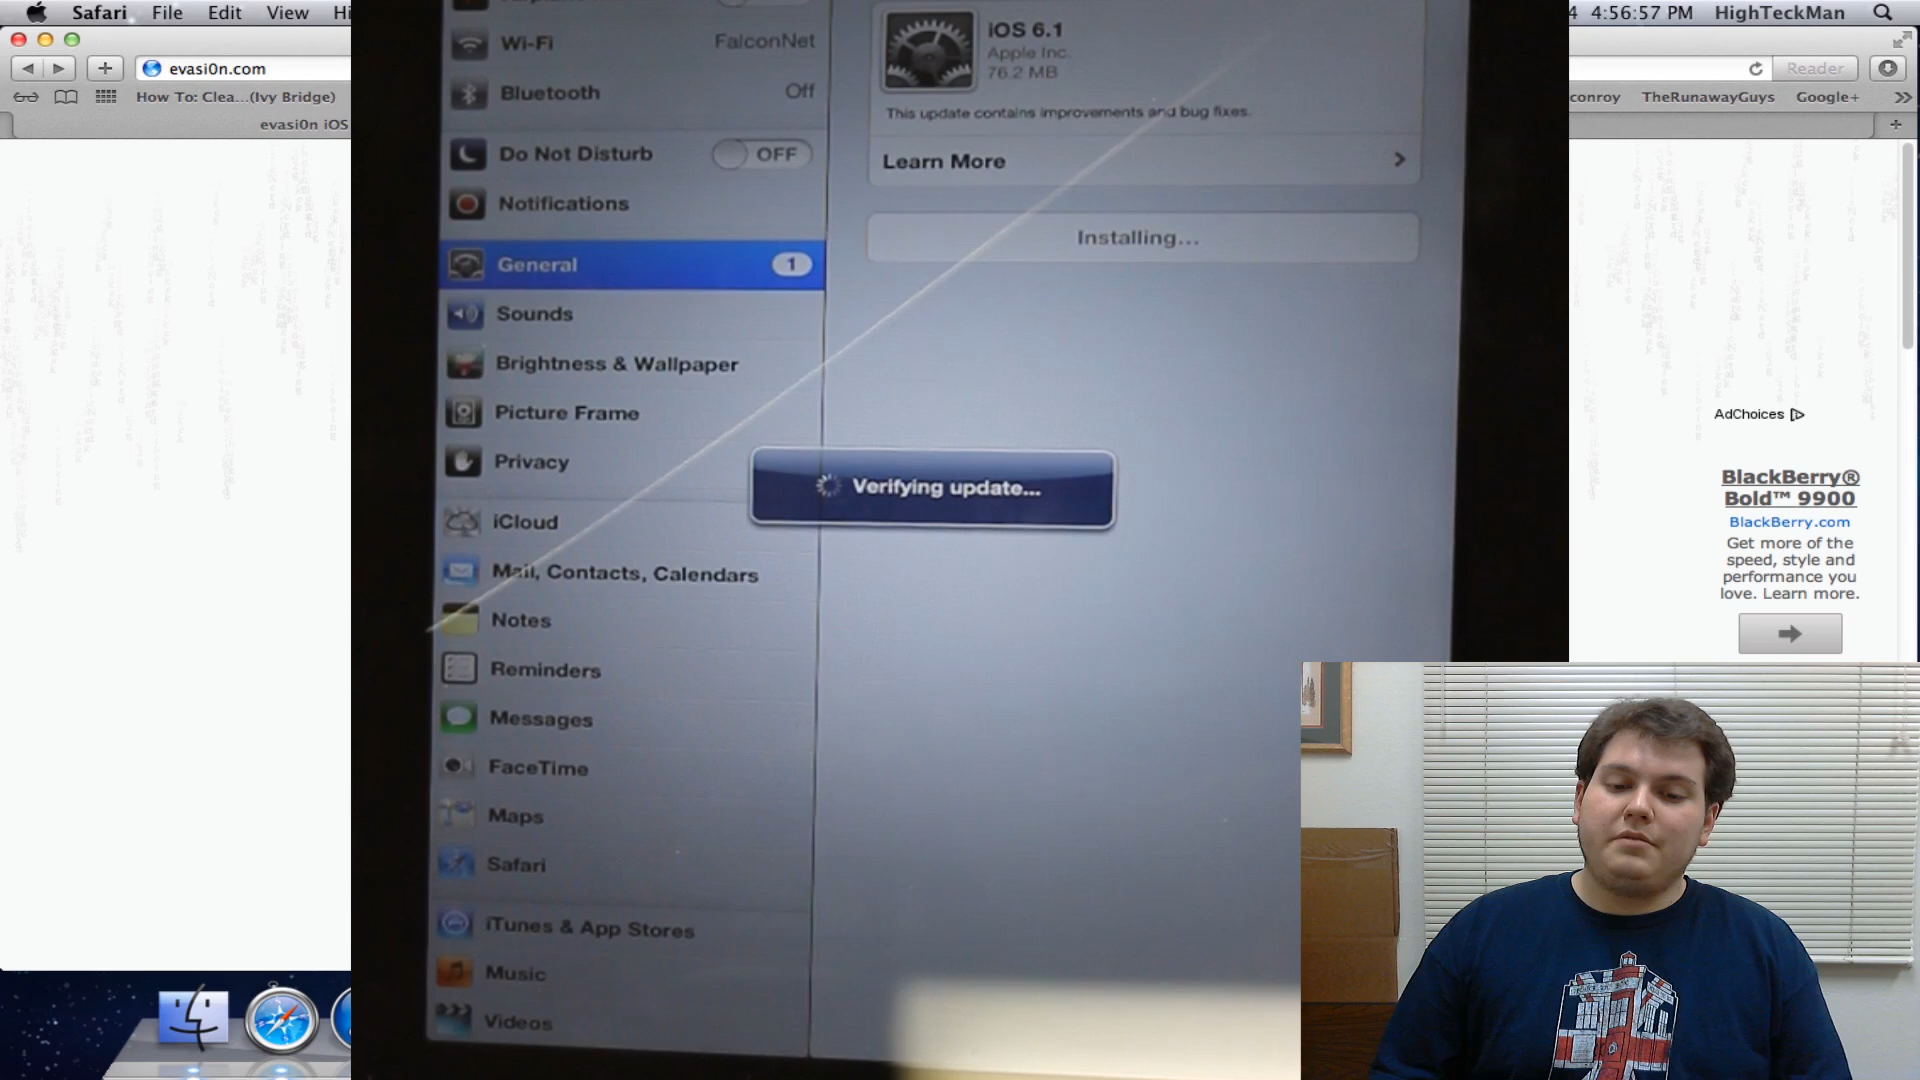 Safari File Edit View Hi
4 4:56:57 PM HighTeckMan
evasi0n.com
Reader
How To: Clea...(Ivy Bridge)
conroy TheRunawayGuys Google+
evasi0n iOS
Wi-Fi FalconNet
Bluetooth Off
Do Not Disturb OFF
Notifications
General 1
Sounds
Brightness & Wallpaper
Picture Frame
Privacy
iCloud
Mail, Contacts, Calendars
Notes
Reminders
Messages
FaceTime
Maps
Safari
iTunes & App Stores
Music
Videos
iOS 6.1
Apple Inc.
76.2 MB
This update contains improvements and bug fixes.
Learn More
Installing...
Verifying update...
AdChoices
BlackBerry®
Bold™ 9900
BlackBerry.com
Get more of the
speed, style and
performance you
love. Learn more.